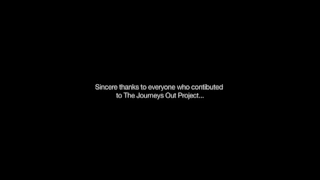 Sincere thanks to everyone who contibuted
to The Journeys Out Project...